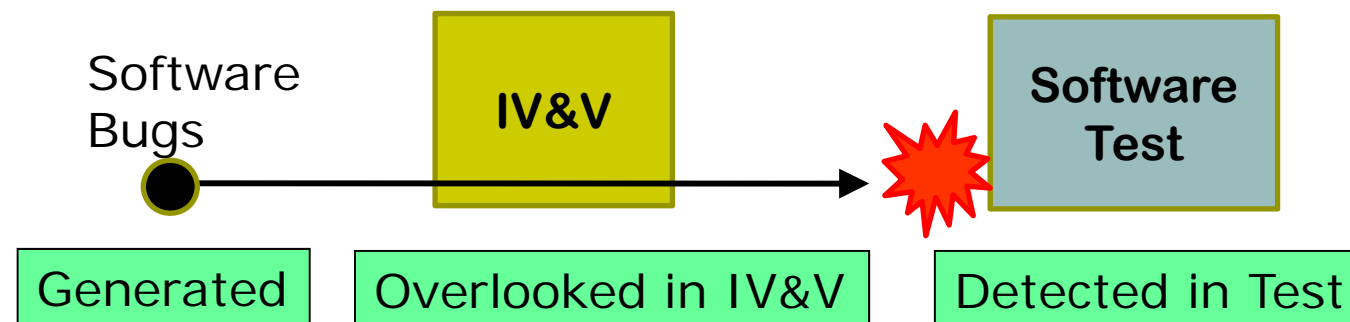 Software
Bugs
IV&V
Software
Test
Generated
Overlooked in IV&V
Detected in Test